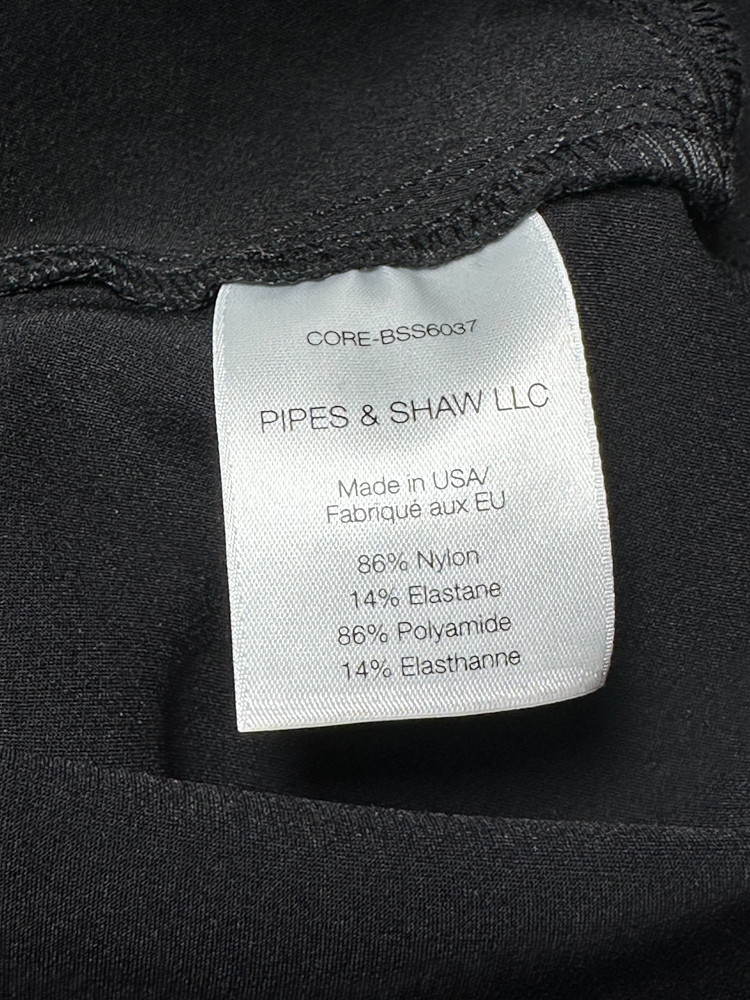 CORE-BSS6037
PIPES & SHAW LLC
Made in USA/
Fabriqué aux EU
86% Nylon
14% Elastane
86% Polyamide
14% Elasthanne